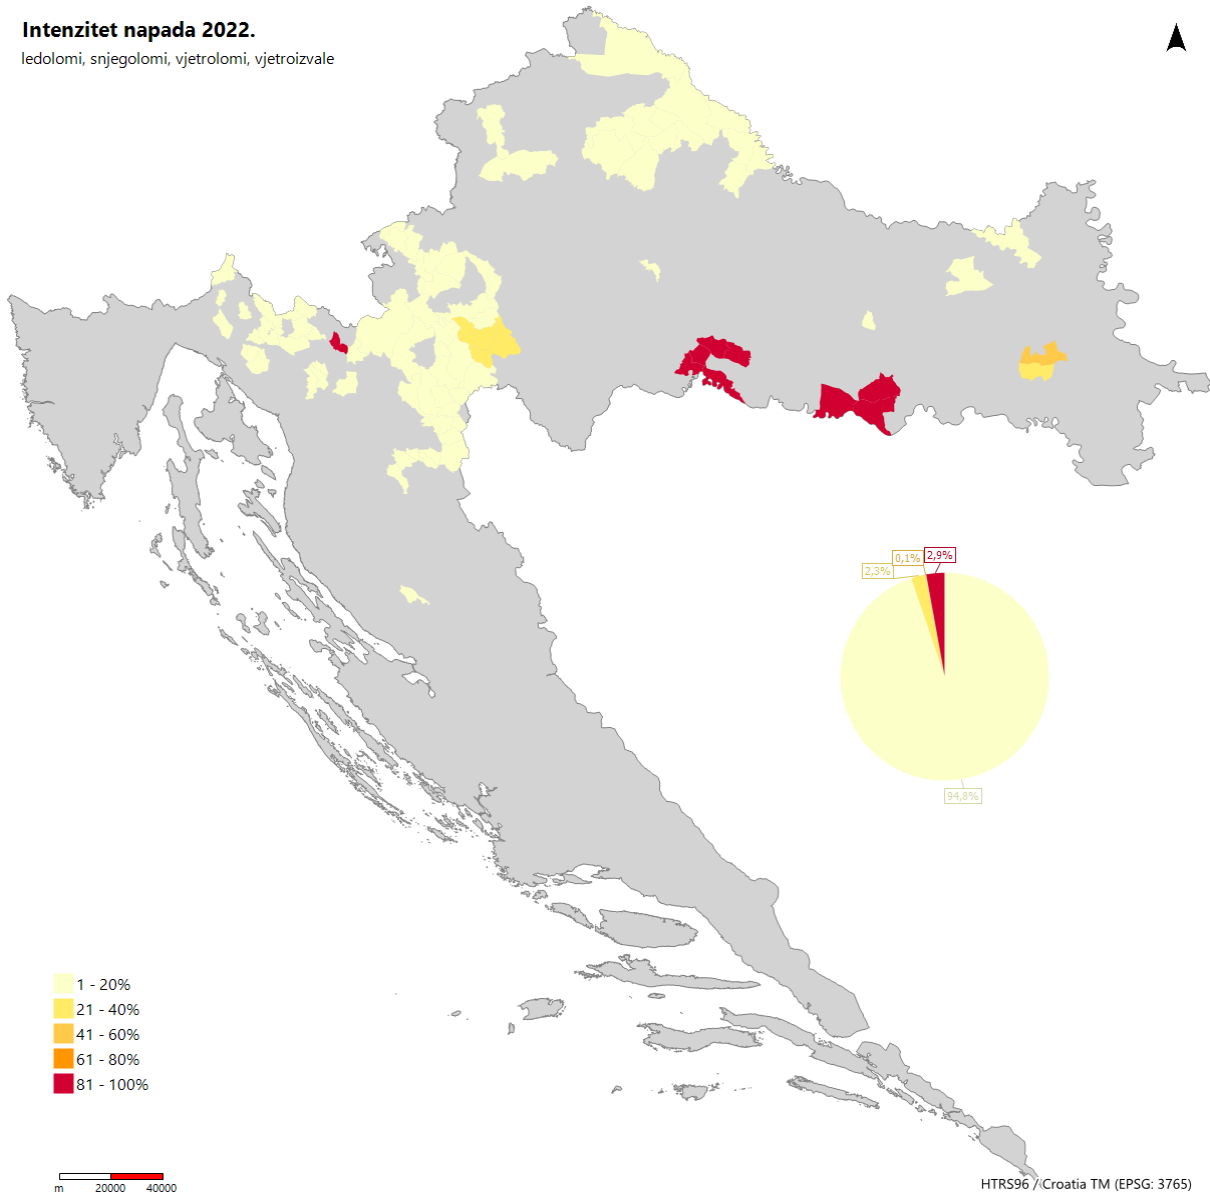 Intenzitet napada 2022.
ledolomi, snjegolomi, vjetrolomi, vjetroizvale
2,3%
0,1%
2,9%
94,8%
1 - 20%
21 - 40%
41 - 60%
61 - 80%
81 - 100%
m 20000 40000
HTRS96 / Croatia TM (EPSG: 3765)